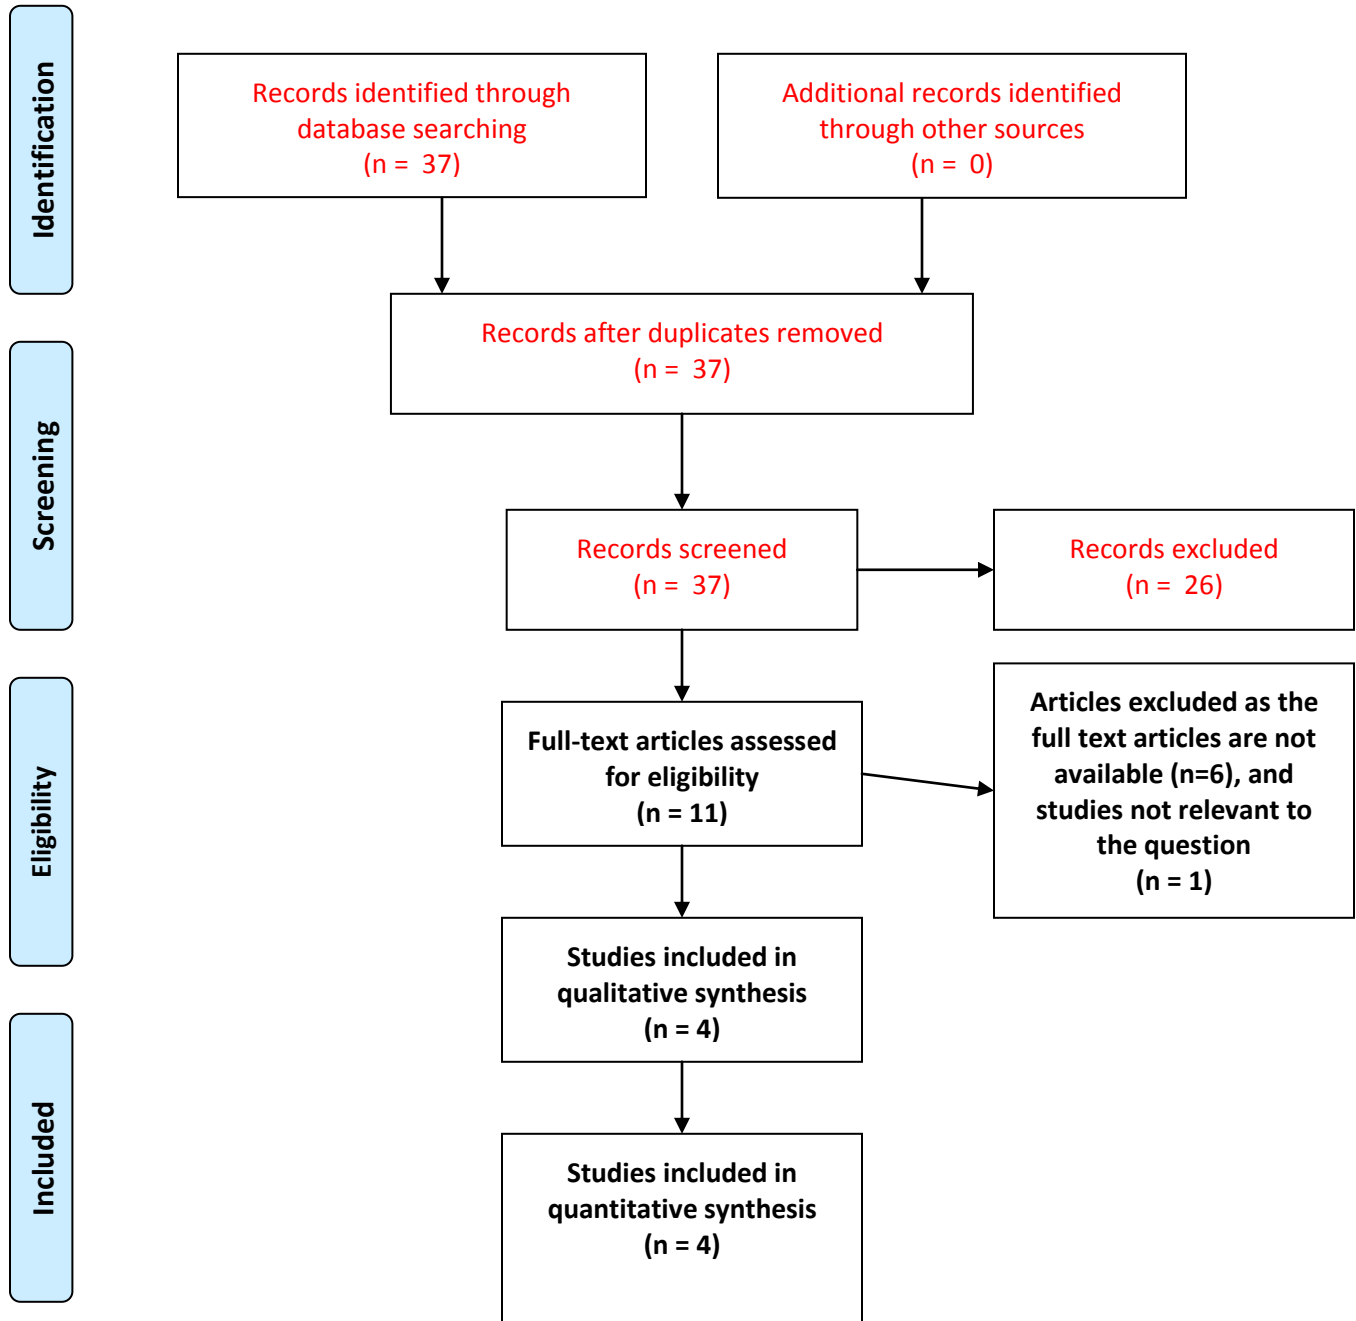 Identification
Records identified through
database searching
(n =  37)
Additional records identified
through other sources
(n =  0)
Records after duplicates removed
(n =  37)
Screening
Records screened
(n =  37)
Records excluded
(n =  26)
Eligibility
Full-text articles assessed
for eligibility
(n = 11)
Articles excluded as the
full text articles are not
available (n=6), and
studies not relevant to
the question
(n = 1)
Studies included in
qualitative synthesis
(n = 4)
Included
Studies included in
quantitative synthesis
(n = 4)